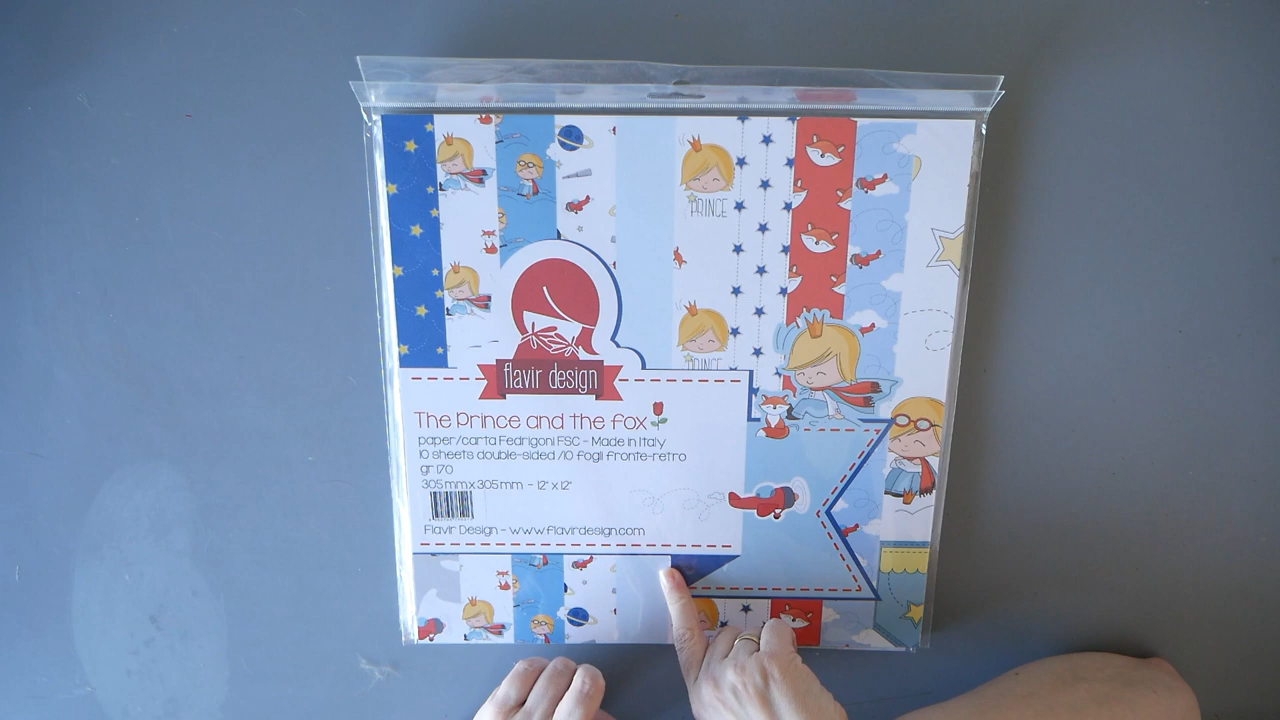 PRINCE
PRINCE
flavir design
The Prince and the fox
paper/carta Fedrigoni FSC - Made in Italy
10 sheets double-sided /10 fogli fronte-retro
gr 170
305 mm x 305 mm - 12" x 12"
Flavir Design - www.flavirdesign.com